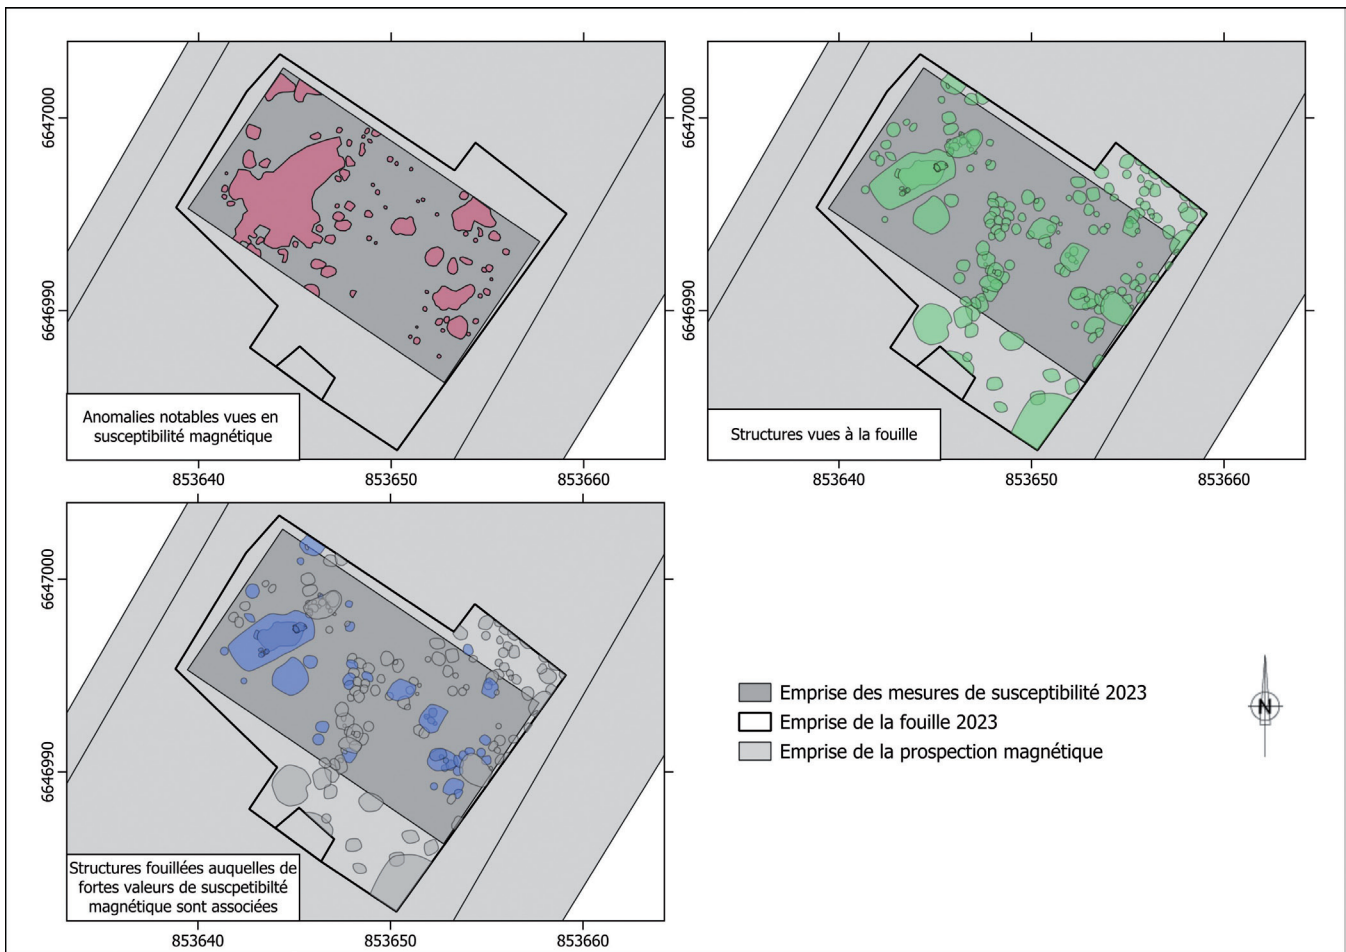 6647000
6646990
Anomalies notables vues en
susceptibilité magnétique
853640
853650
853660
6647000
6646990
Structures vues à la fouille
853640
853650
853660
6647000
6646990
Structures fouillées auquelles de
fortes valeurs de suscpetibilté
magnétique sont associées
853640
853650
853660
Emprise des mesures de susceptibilité 2023
Emprise de la fouille 2023
Emprise de la prospection magnétique
N